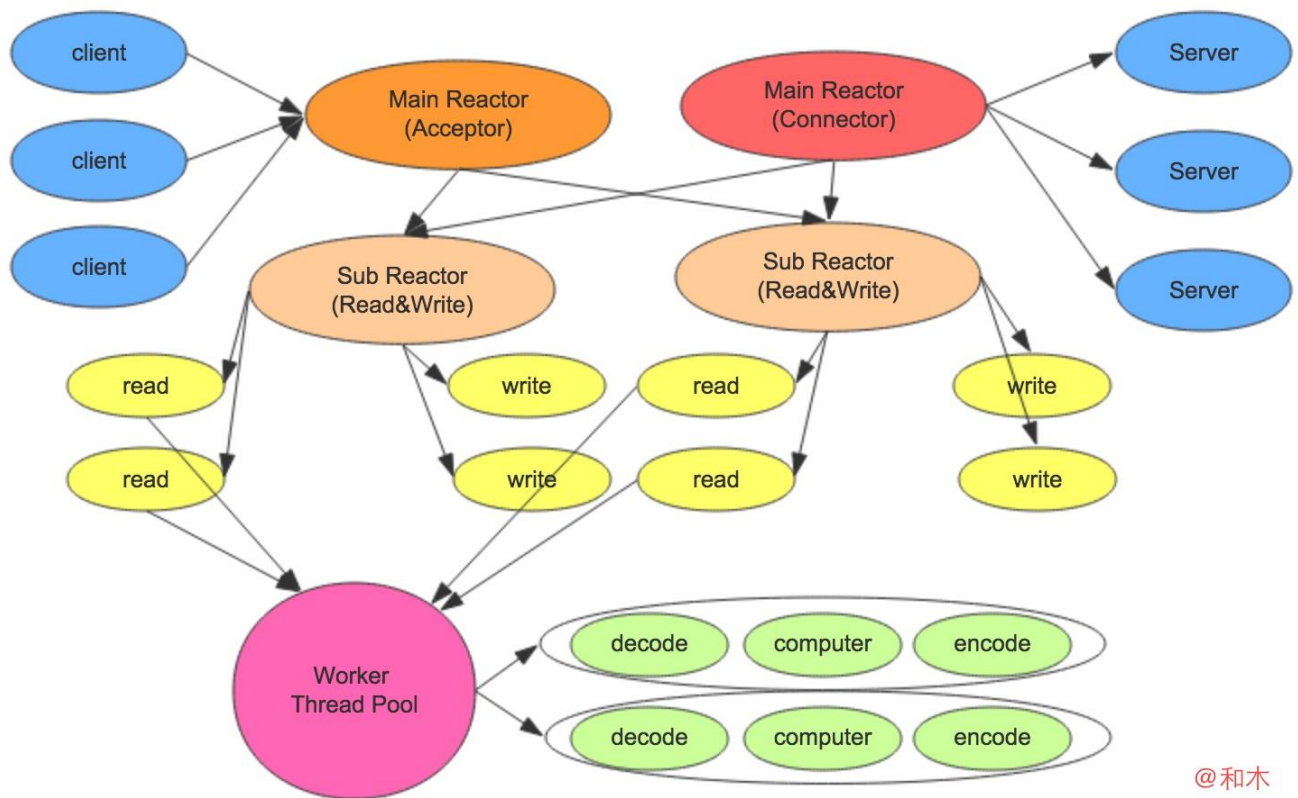 client
Main Reactor
(Acceptor)
Main Reactor
(Connector)
Server
client
Server
client
Sub Reactor
(Read&Write)
Sub Reactor
(Read&Write)
Server
read
write
read
write
read
write
read
write
Worker
Thread Pool
decode
computer
encode
decode
computer
encode
@和木